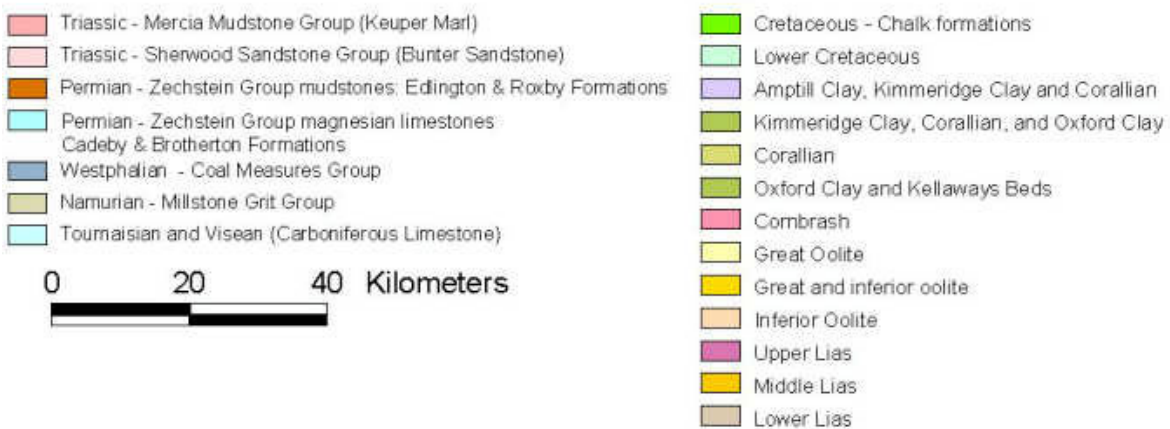 Triassic - Mercia Mudstone Group (Keuper Marl)
Triassic - Sherwood Sandstone Group (Bunter Sandstone)
Permian - Zechstein Group mudstones: Edlington & Roxby Formations
Permian - Zechstein Group magnesian limestones
Cadeby & Brotherton Formations
Westphalian - Coal Measures Group
Namurian - Millstone Grit Group
Tournaisian and Visean (Carboniferous Limestone)
0 20 40 Kilometers
Cretaceous - Chalk formations
Lower Cretaceous
Amptill Clay, Kimmeridge Clay and Corallian
Kimmeridge Clay, Corallian, and Oxford Clay
Corallian
Oxford Clay and Kellaways Beds
Cornbrash
Great Oolite
Great and inferior oolite
Inferior Oolite
Upper Lias
Middle Lias
Lower Lias